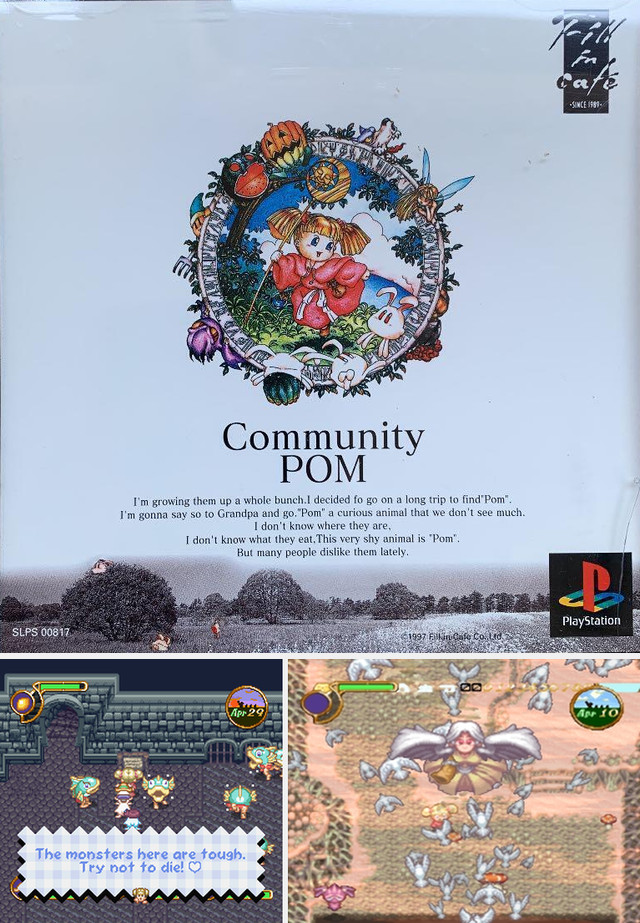 Fill
in
café
·SINCE 1989·
Community
POM
I'm growing them up a whole bunch.I decided fo go on a long trip to find"Pom".
I'm gonna say so to Grandpa and go."Pom" a curious animal that we don't see much.
I don't know where they are,
I don't know what they eat,This very shy animal is "Pom".
But many people dislike them lately.
PlayStation
SLPS 00817
©1997 Fill-in-Cafe Co.,Ltd.
Apr 29
The monsters here are tough.
Try not to die! ♡
00
Apr 10